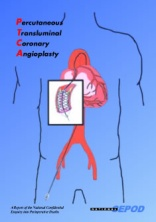 Percutaneous
Transluminal
Coronary
Angioplasty
A Report of the National Confidential
Enquiry into Perioperative Deaths
NATIONAL
CEPOD